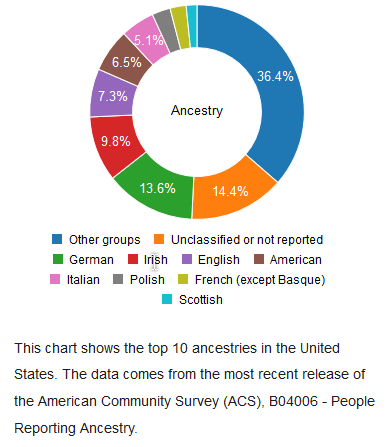 36.4%
14.4%
13.6%
9.8%
7.3%
6.5%
5.1%
Ancestry
Other groups Unclassified or not reported
German Irish English American
Italian Polish French (except Basque)
Scottish
This chart shows the top 10 ancestries in the United
States. The data comes from the most recent release of
the American Community Survey (ACS), B04006 - People
Reporting Ancestry.